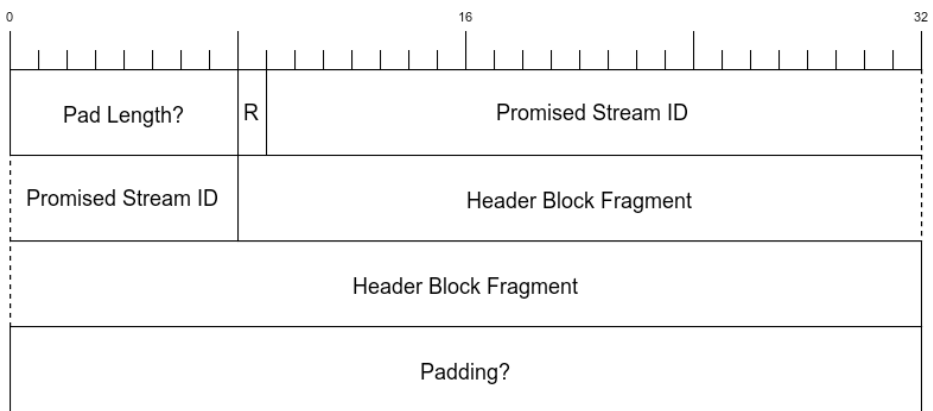 0 16 32
Pad Length? R Promised Stream ID
Promised Stream ID Header Block Fragment
Header Block Fragment
Padding?